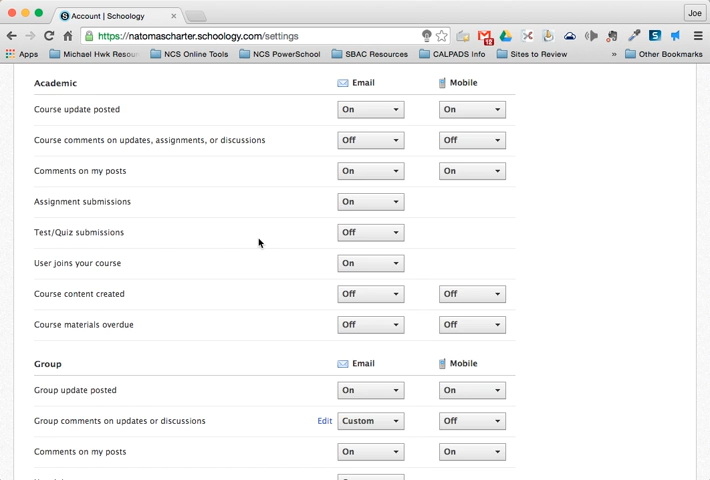 Account | Schoology
Joe
https://natomascharter.schoology.com/settings
12
Apps
Michael Hwk Resou
NCS Online Tools
NCS PowerSchool
SBAC Resources
CALPADS Info
Sites to Review
»
Other Bookmarks
Academic Email Mobile
Course update posted On On
Course comments on updates, assignments, or discussions Off Off
Comments on my posts On On
Assignment submissions On
Test/Quiz submissions Off
User joins your course On
Course content created Off Off
Course materials overdue Off Off
Group Email Mobile
Group update posted On On
Group comments on updates or discussions Edit Custom Off
Comments on my posts On On